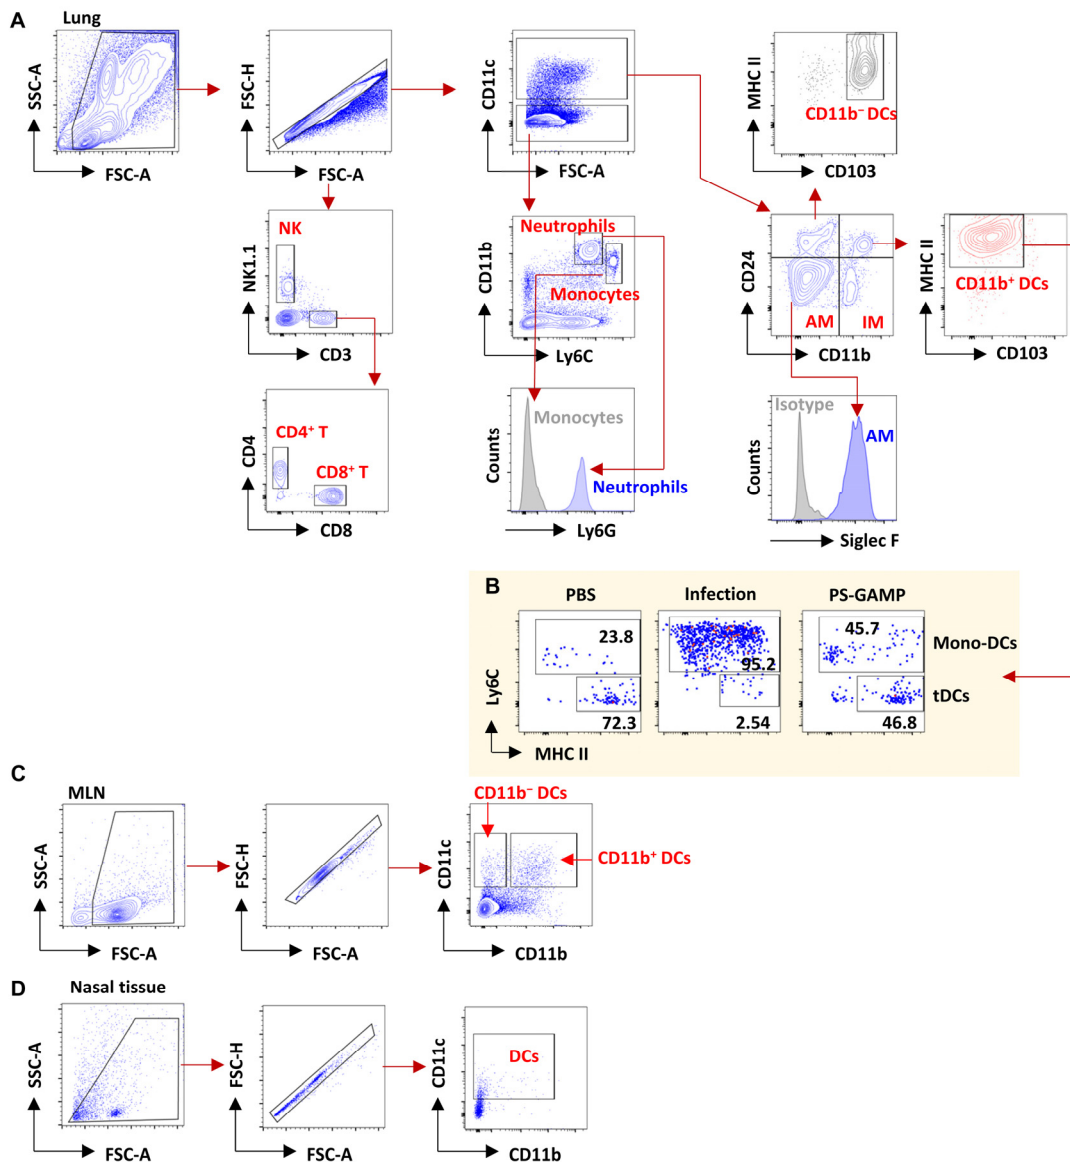 A
Lung
SSC-A
FSC-A
FSC-H
FSC-A
CD11c
FSC-A
MHC II
CD11b⁻ DCs
CD103
NK
NK1.1
CD3
Neutrophils
CD11b
Monocytes
Ly6C
CD24
AM
IM
CD11b
MHC II
CD11b⁺ DCs
CD103
CD4⁺ T
CD4
CD8⁺ T
CD8
Monocytes
Counts
Neutrophils
Ly6G
Isotype
Counts
AM
Siglec F
B
PBS
Infection
PS-GAMP
23.8
95.2
45.7
Mono-DCs
Ly6C
tDCs
72.3
2.54
46.8
MHC II
C
MLN
SSC-A
FSC-A
FSC-H
FSC-A
CD11b⁻ DCs
CD11c
CD11b⁺ DCs
CD11b
D
Nasal tissue
SSC-A
FSC-A
FSC-H
FSC-A
CD11c
DCs
CD11b